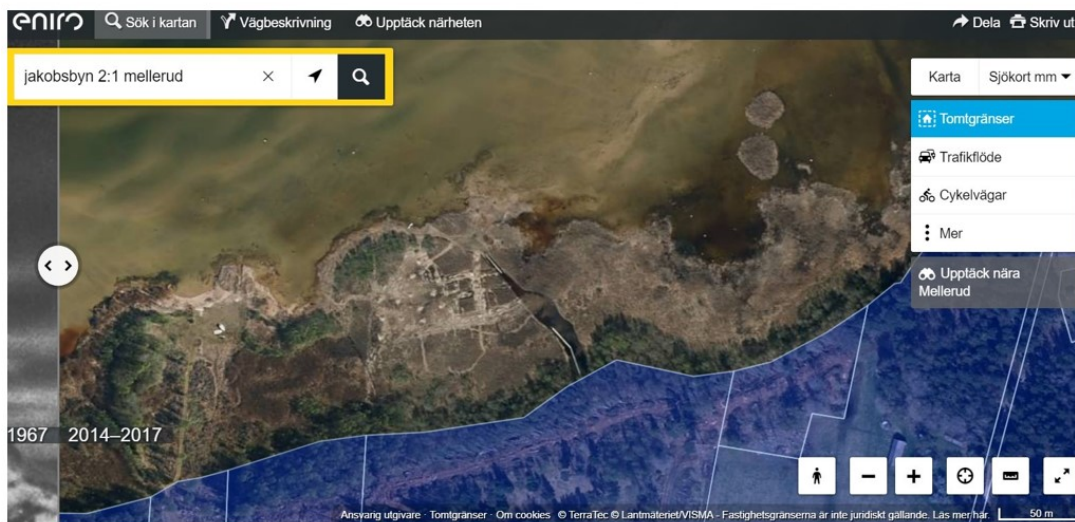 eniro Sök i kartan Vägbeskrivning Upptäck närheten Dela Skriv ut
jakobsbyn 2:1 mellerud
Karta Sjökort mm
Tomtgränser
Trafikflöde
Cykelvägar
Mer
Upptäck nära
Mellerud
1967 2014–2017
Ansvarig utgivare · Tomtgränser · Om cookies © TerraTec © Lantmäteriet/VISMA - Fastighetsgränserna är inte juridiskt gällande. Läs mer här. 50 m